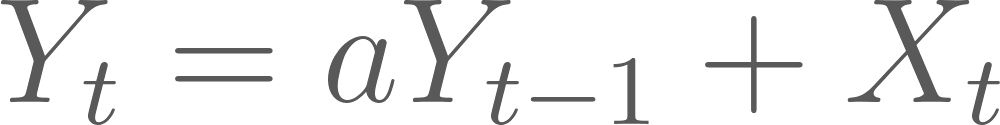 Y_t = aY_{t-1} + X_t